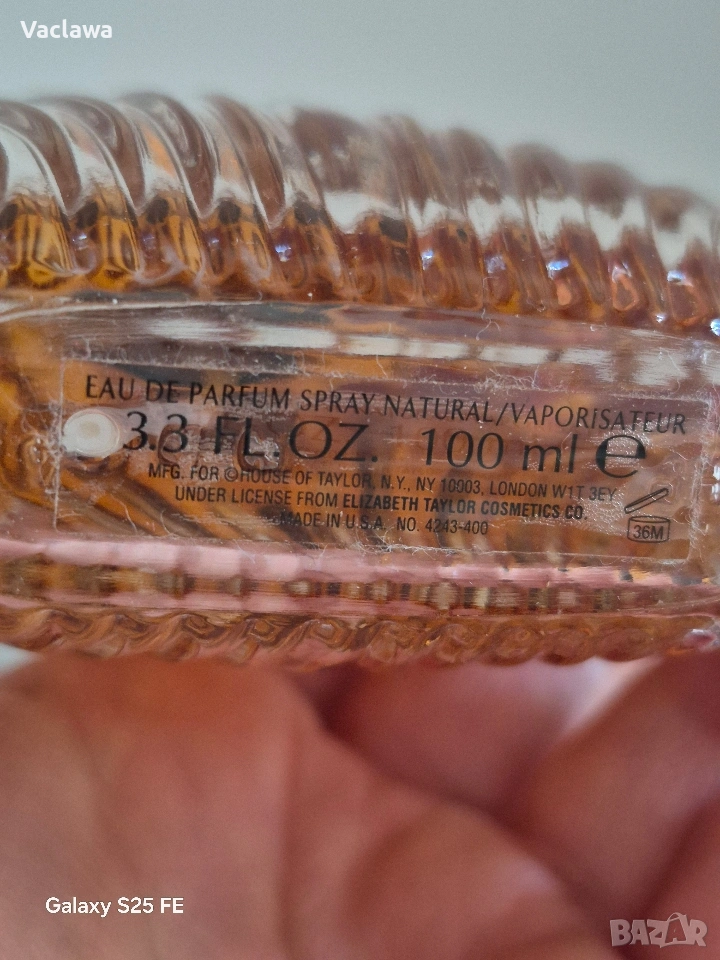 Vaclawa
EAU DE PARFUM SPRAY NATURAL/VAPORISATEUR
3.3 FL. OZ. 100 ml e
MFG. FOR ©HOUSE OF TAYLOR, N.Y., NY 10003, LONDON W1T 3EY
UNDER LICENSE FROM ELIZABETH TAYLOR COSMETICS CO.
MADE IN U.S.A. NO. 4243-400
36M
Galaxy S25 FE
BAZAR